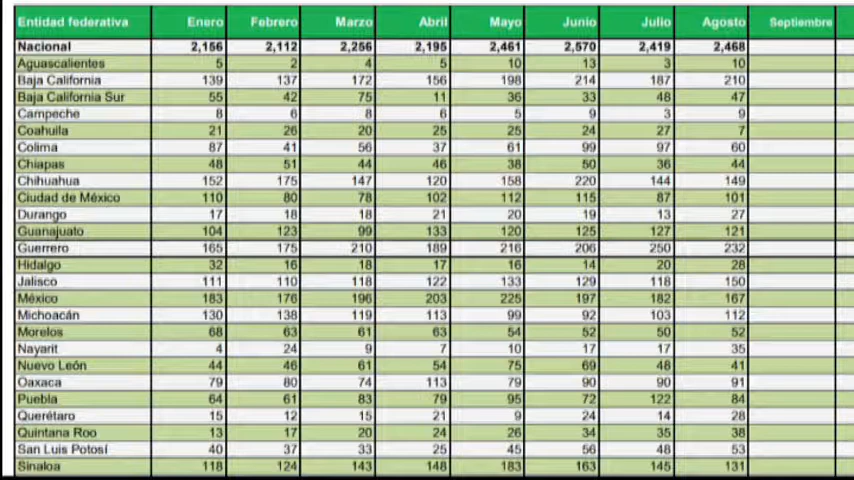 Entidad federativa Enero Febrero Marzo Abril Mayo Junio Julio Agosto Septiembre
Nacional 2,156 2,112 2,256 2,195 2,461 2,570 2,419 2,468
Aguascalientes 5 2 4 5 10 13 3 10
Baja California 139 137 172 156 198 214 187 210
Baja California Sur 55 42 75 11 36 33 48 47
Campeche 8 6 8 6 5 9 3 9
Coahuila 21 26 20 25 25 24 27 7
Colima 87 41 56 37 61 99 97 60
Chiapas 48 51 44 46 38 50 36 44
Chihuahua 152 175 147 120 158 220 144 149
Ciudad de México 110 80 78 102 112 115 87 101
Durango 17 18 18 21 20 19 13 27
Guanajuato 104 123 99 133 120 125 127 121
Guerrero 165 175 210 189 216 206 250 232
Hidalgo 32 16 18 17 16 14 20 28
Jalisco 111 110 118 122 133 129 118 150
México 183 176 196 203 225 197 182 167
Michoacán 130 138 119 113 99 92 103 112
Morelos 68 63 61 63 54 52 50 52
Nayarit 4 24 9 7 10 17 17 35
Nuevo León 44 46 61 54 75 69 48 41
Oaxaca 79 80 74 113 79 90 90 91
Puebla 64 61 83 79 95 72 122 84
Querétaro 15 12 15 21 9 24 14 28
Quintana Roo 13 17 20 24 26 34 35 38
San Luis Potosí 40 37 33 25 45 56 48 53
Sinaloa 118 124 143 148 183 163 145 131